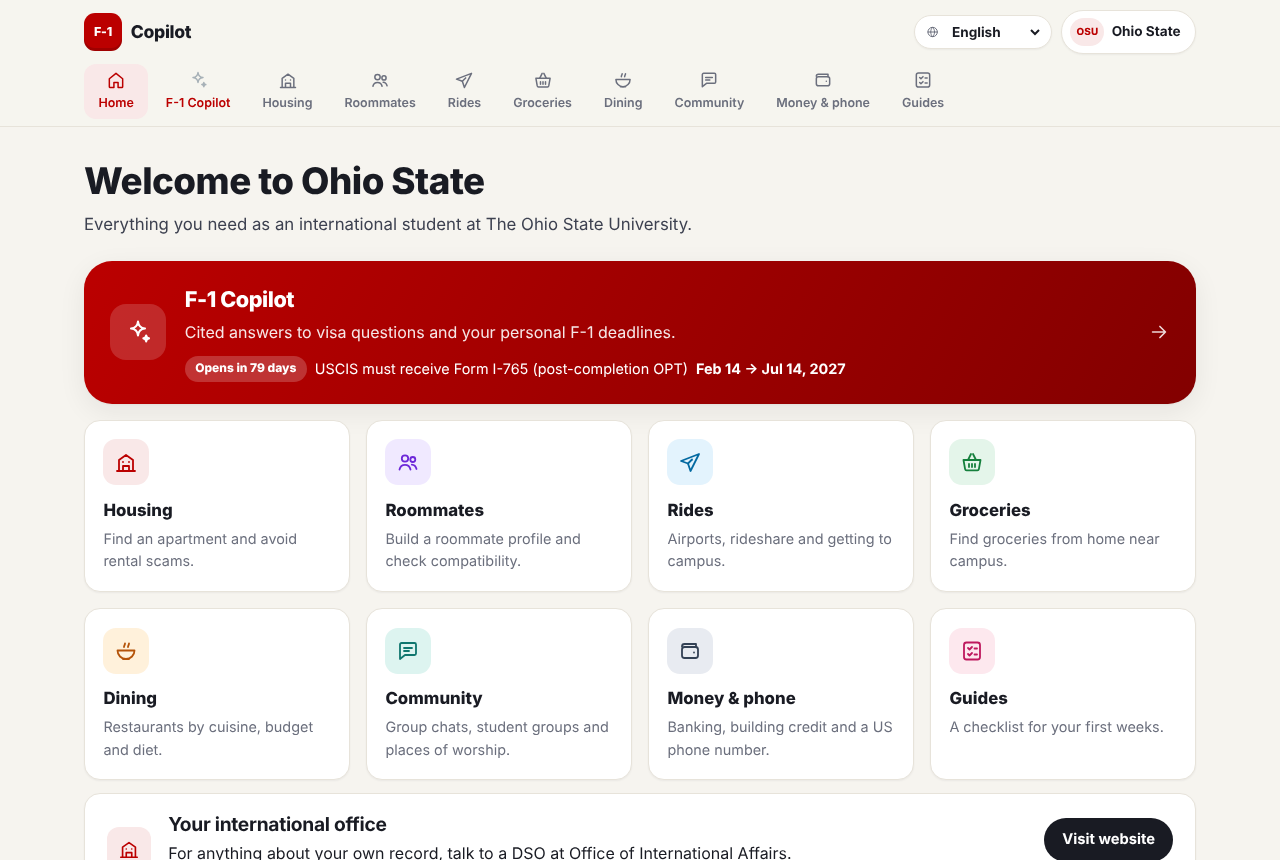 F-1 Copilot
English
OSU Ohio State
Home
F-1 Copilot
Housing
Roommates
Rides
Groceries
Dining
Community
Money & phone
Guides
Welcome to Ohio State
Everything you need as an international student at The Ohio State University.
F-1 Copilot
Cited answers to visa questions and your personal F-1 deadlines.
Opens in 79 days USCIS must receive Form I-765 (post-completion OPT) Feb 14 → Jul 14, 2027
Housing
Find an apartment and avoid
rental scams.
Roommates
Build a roommate profile and
check compatibility.
Rides
Airports, rideshare and getting to
campus.
Groceries
Find groceries from home near
campus.
Dining
Restaurants by cuisine, budget
and diet.
Community
Group chats, student groups and
places of worship.
Money & phone
Banking, building credit and a US
phone number.
Guides
A checklist for your first weeks.
Your international office
For anything about your own record, talk to a DSO at Office of International Affairs.
Visit website